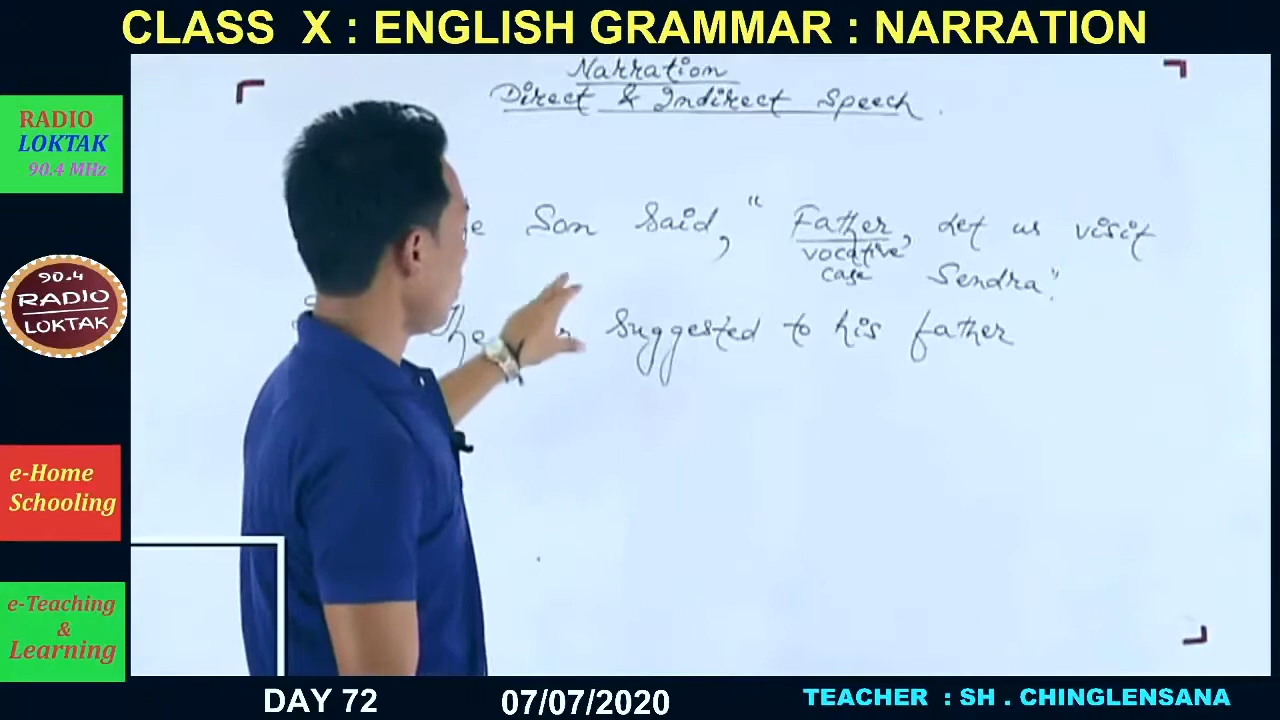 CLASS X : ENGLISH GRAMMAR : NARRATION
RADIO
LOKTAK
90.4 MHz
90.4
RADIO
LOKTAK
e-Home
Schooling
e-Teaching
&
Learning
Narration
Direct & Indirect Speech.
Son Said, " Father, Let us visit
vocative
case Sendra".
suggested to his father
DAY 72 07/07/2020 TEACHER : SH . CHINGLENSANA